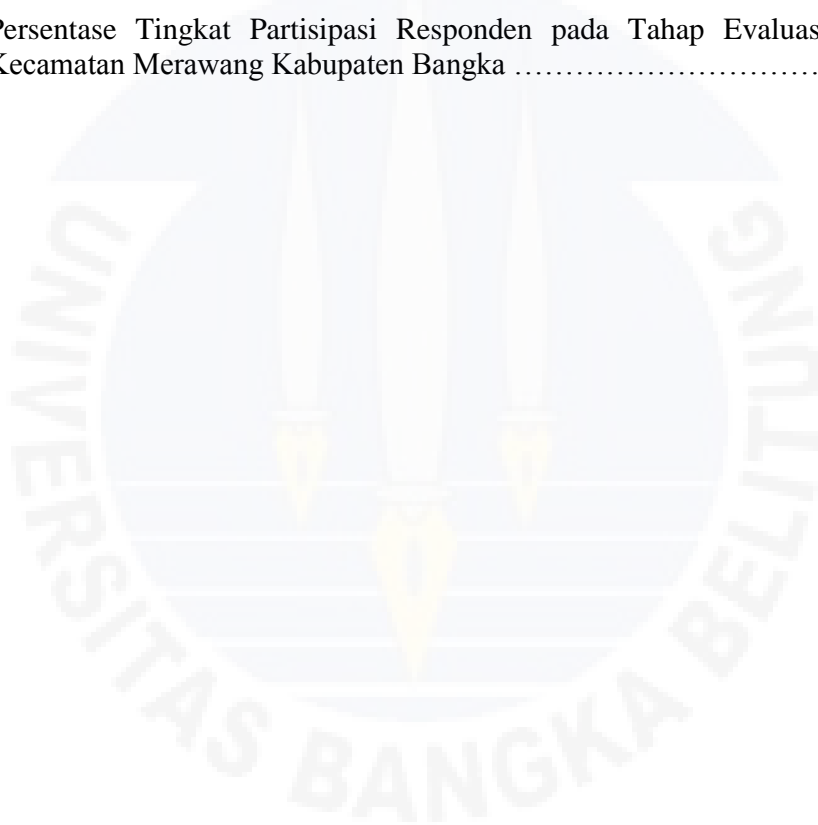 Persentase Tingkat Partisipasi Responden pada Tahap Evaluas
Kecamatan Merawang Kabupaten Bangka ……………………………
UNIVERSITAS BANGKA BELITUNG